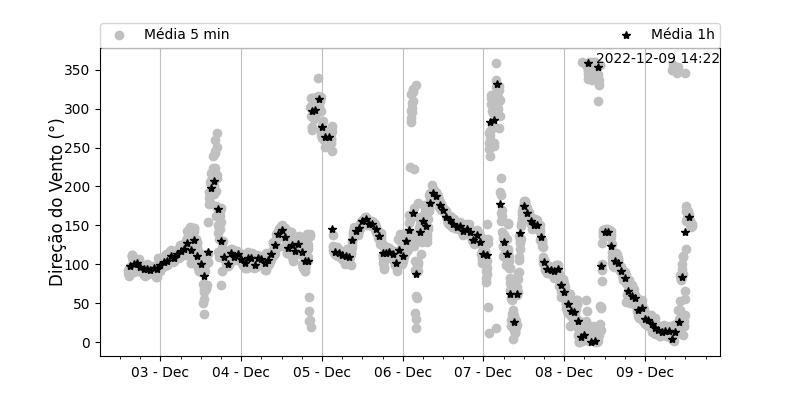 Média 5 min
Média 1h
2022-12-09 14:22
Direção do Vento (°)
350
300
250
200
150
100
50
0
03 - Dec
04 - Dec
05 - Dec
06 - Dec
07 - Dec
08 - Dec
09 - Dec